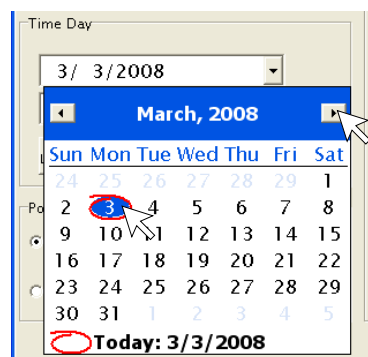 Time Day
3/ 3/2008
March, 2008
Sun Mon Tue Wed Thu Fri Sat
24 25 26 27 28 29 1
2 3 4 5 6 7 8
9 10 11 12 13 14 15
16 17 18 19 20 21 22
23 24 25 26 27 28 29
30 31 1 2 3 4 5
Today: 3/3/2008